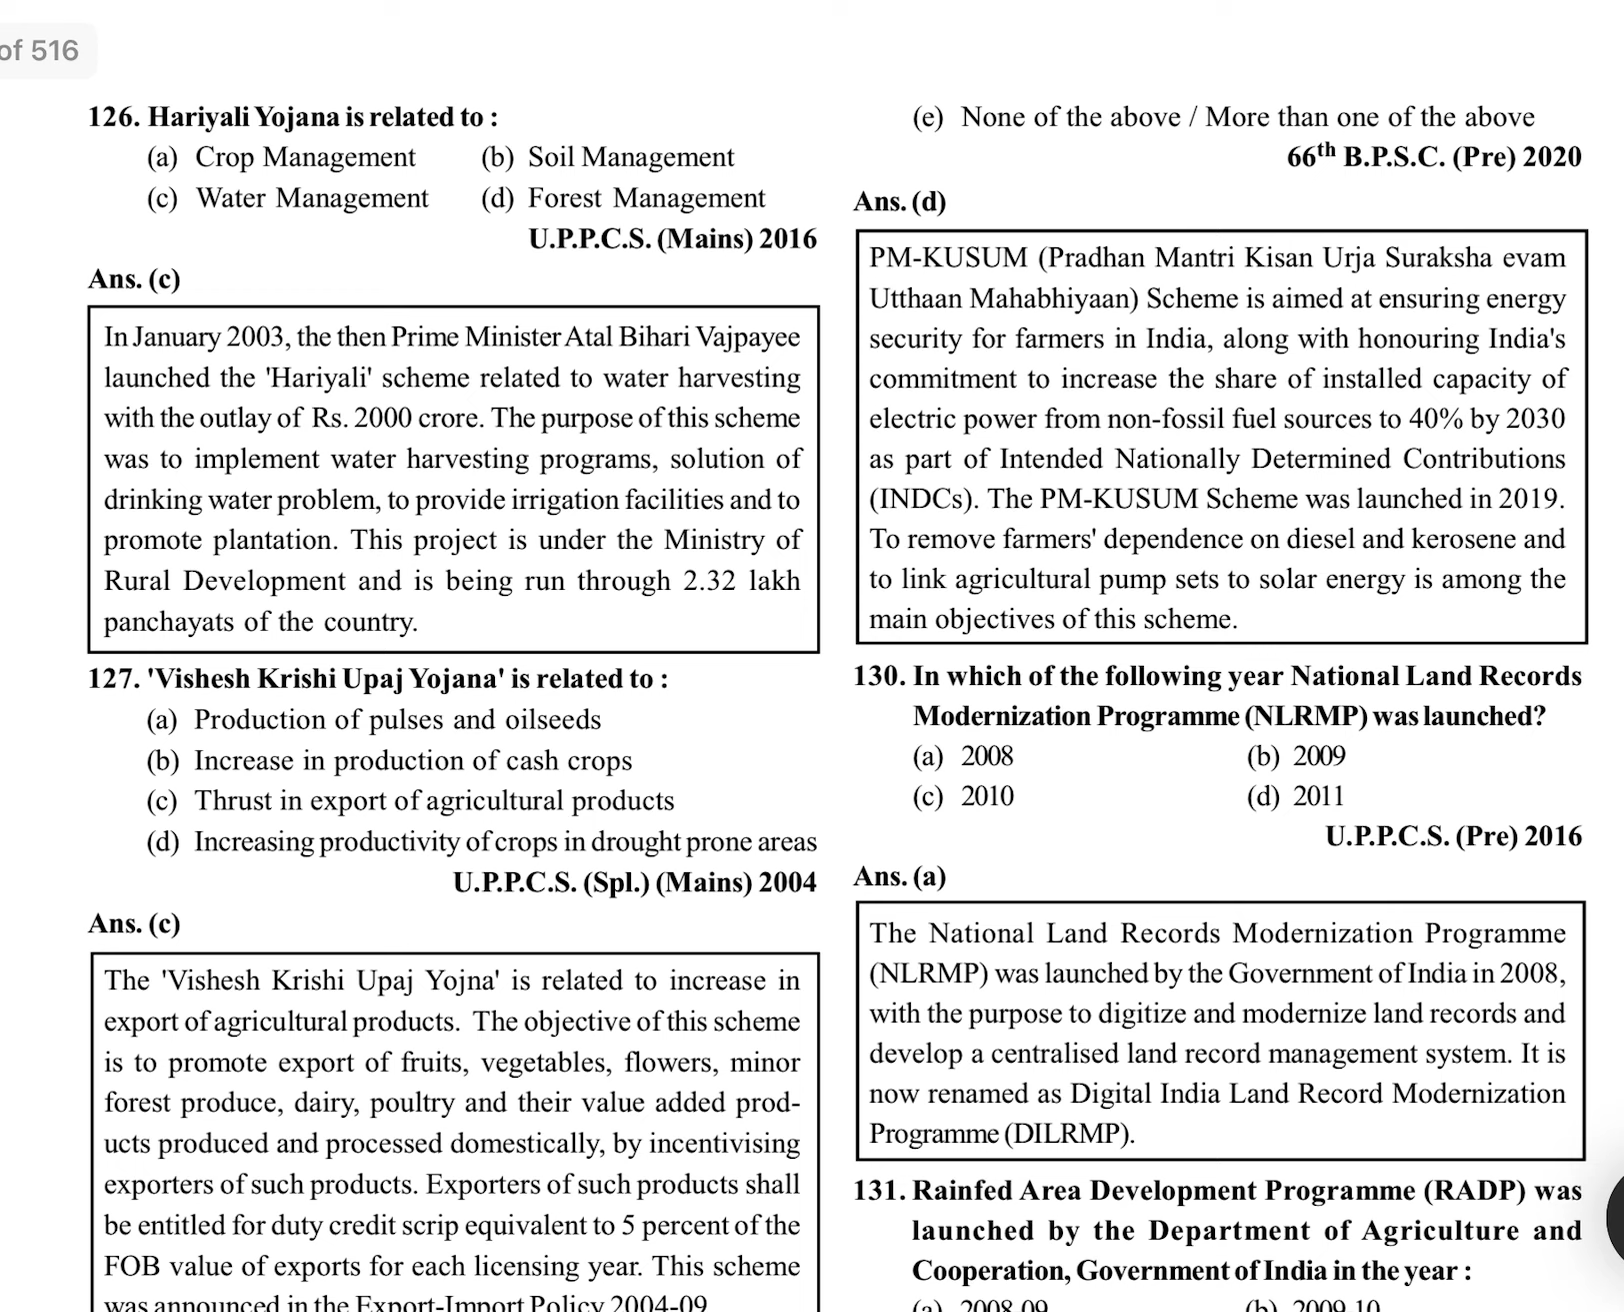 of 516
126. Hariyali Yojana is related to :
(a) Crop Management (b) Soil Management
(c) Water Management (d) Forest Management
U.P.P.C.S. (Mains) 2016
Ans. (c)
In January 2003, the then Prime Minister Atal Bihari Vajpayee
launched the 'Hariyali' scheme related to water harvesting
with the outlay of Rs. 2000 crore. The purpose of this scheme
was to implement water harvesting programs, solution of
drinking water problem, to provide irrigation facilities and to
promote plantation. This project is under the Ministry of
Rural Development and is being run through 2.32 lakh
panchayats of the country.
127. 'Vishesh Krishi Upaj Yojana' is related to :
(a) Production of pulses and oilseeds
(b) Increase in production of cash crops
(c) Thrust in export of agricultural products
(d) Increasing productivity of crops in drought prone areas
U.P.P.C.S. (Spl.) (Mains) 2004
Ans. (c)
The 'Vishesh Krishi Upaj Yojna' is related to increase in
export of agricultural products. The objective of this scheme
is to promote export of fruits, vegetables, flowers, minor
forest produce, dairy, poultry and their value added prod-
ucts produced and processed domestically, by incentivising
exporters of such products. Exporters of such products shall
be entitled for duty credit scrip equivalent to 5 percent of the
FOB value of exports for each licensing year. This scheme
was announced in the Export-Import Policy 2004-09
(e) None of the above / More than one of the above
66th B.P.S.C. (Pre) 2020
Ans. (d)
PM-KUSUM (Pradhan Mantri Kisan Urja Suraksha evam
Utthaan Mahabhiyaan) Scheme is aimed at ensuring energy
security for farmers in India, along with honouring India's
commitment to increase the share of installed capacity of
electric power from non-fossil fuel sources to 40% by 2030
as part of Intended Nationally Determined Contributions
(INDCs). The PM-KUSUM Scheme was launched in 2019.
To remove farmers' dependence on diesel and kerosene and
to link agricultural pump sets to solar energy is among the
main objectives of this scheme.
130. In which of the following year National Land Records
Modernization Programme (NLRMP) was launched?
(a) 2008 (b) 2009
(c) 2010 (d) 2011
U.P.P.C.S. (Pre) 2016
Ans. (a)
The National Land Records Modernization Programme
(NLRMP) was launched by the Government of India in 2008,
with the purpose to digitize and modernize land records and
develop a centralised land record management system. It is
now renamed as Digital India Land Record Modernization
Programme (DILRMP).
131. Rainfed Area Development Programme (RADP) was
launched by the Department of Agriculture and
Cooperation, Government of India in the year :
(a) 2008-09 (b) 2009-10